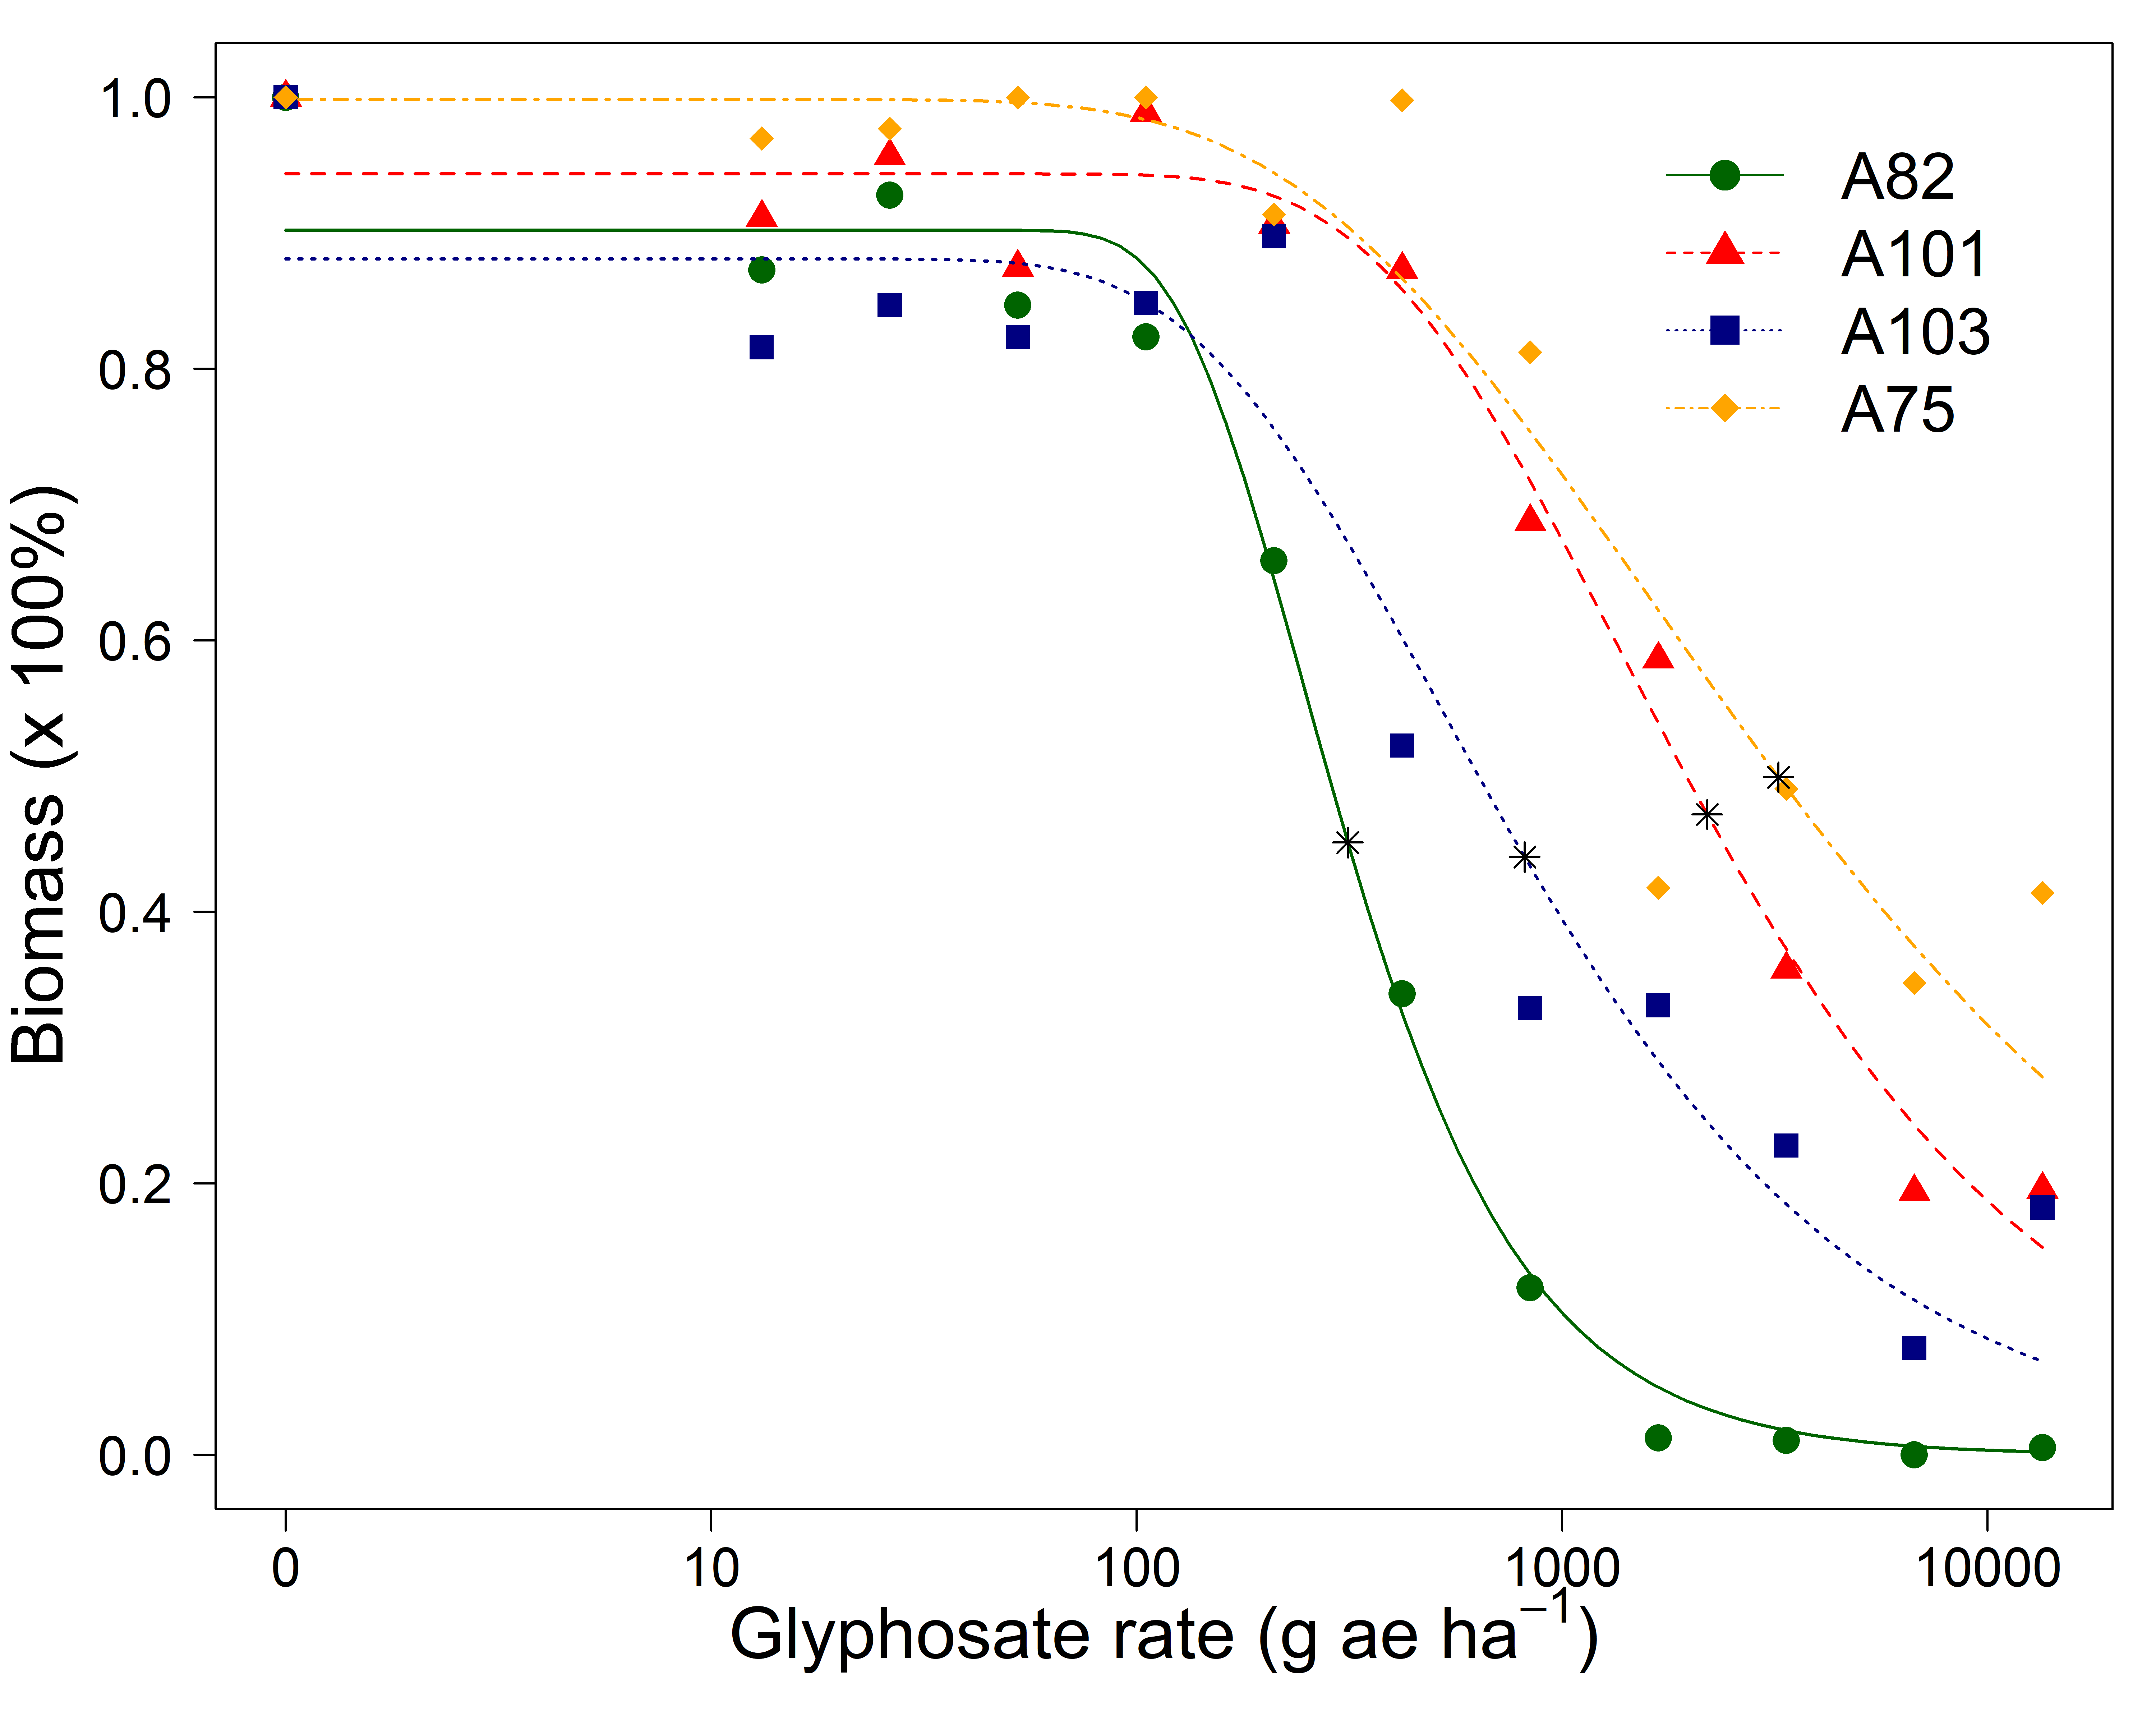 1.0
0.8
0.6
0.4
0.2
0.0
Biomass (x 100%)
A82
A101
A103
A75
0 10 100 1000 10000
Glyphosate rate (g ae ha⁻¹)